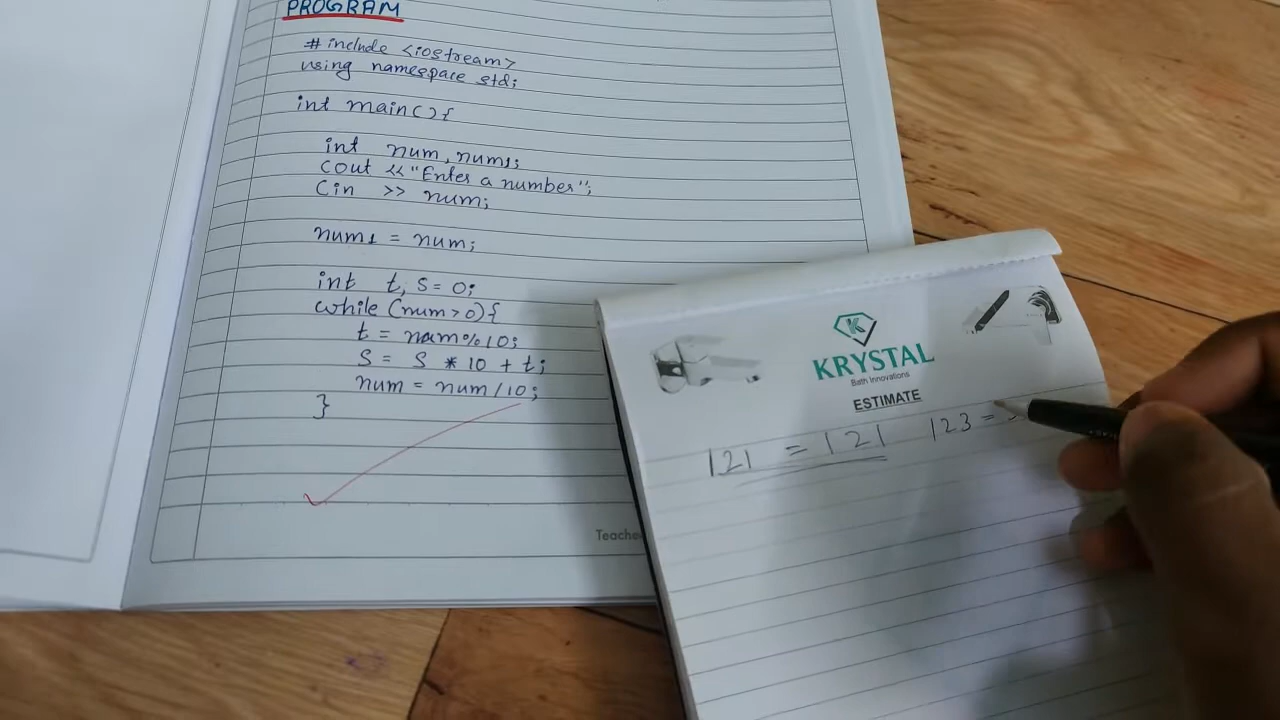 PROGRAM
# include <iostream>
using namespace std;
int main(){
int num, num1;
cout << "Enter a number";
Cin >> num;
num1 = num;
int t, s = 0;
while (num > 0){
t = num % 10;
S = S * 10 + t;
num = num / 10;
}
K
KRYSTAL
Bath Innovations
ESTIMATE
121 = 121 123 =